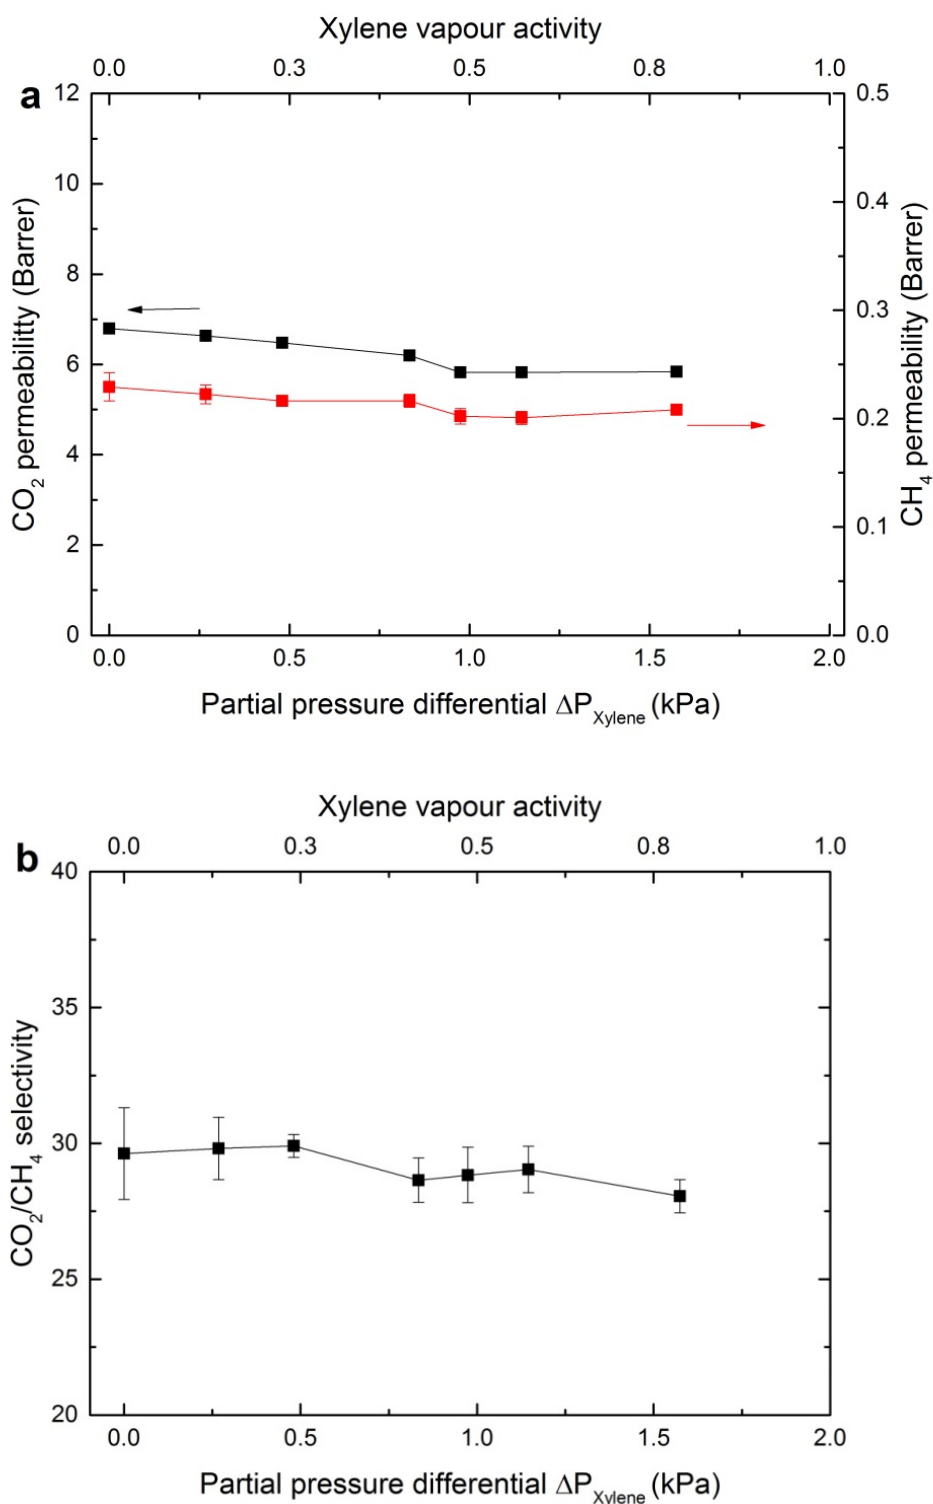 Xylene vapour activity
0.0 0.3 0.5 0.8 1.0
a
12 0.5
10
0.4
8
0.3
6
0.2
4
0.1
2
0 0.0
CO2 permeabilitty (Barrer)
CH4 permeability (Barrer)
0.0 0.5 1.0 1.5 2.0
Partial pressure differential ΔPXylene (kPa)
Xylene vapour activity
0.0 0.3 0.5 0.8 1.0
b
40
35
30
25
20
CO2/CH4 selectivity
0.0 0.5 1.0 1.5 2.0
Partial pressure differential ΔPXylene (kPa)